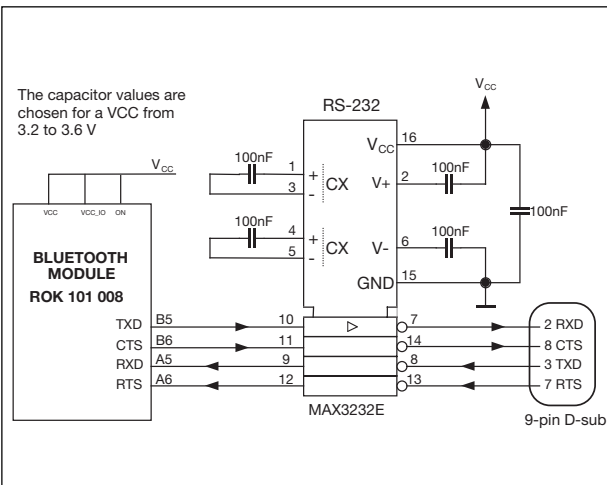 The capacitor values are
chosen for a VCC from
3.2 to 3.6 V
RS-232
VCC
VCC 16
100nF
1 + CX V+ 2 100nF
3 -
100nF
100nF
4 + CX V- 6 100nF
5 -
GND 15
VCC
VCC VCC_IO ON
BLUETOOTH
MODULE
ROK 101 008
TXD B5 10 7 2 RXD
CTS B6 11 14 8 CTS
RXD A5 9 8 3 TXD
RTS A6 12 13 7 RTS
MAX3232E
9-pin D-sub